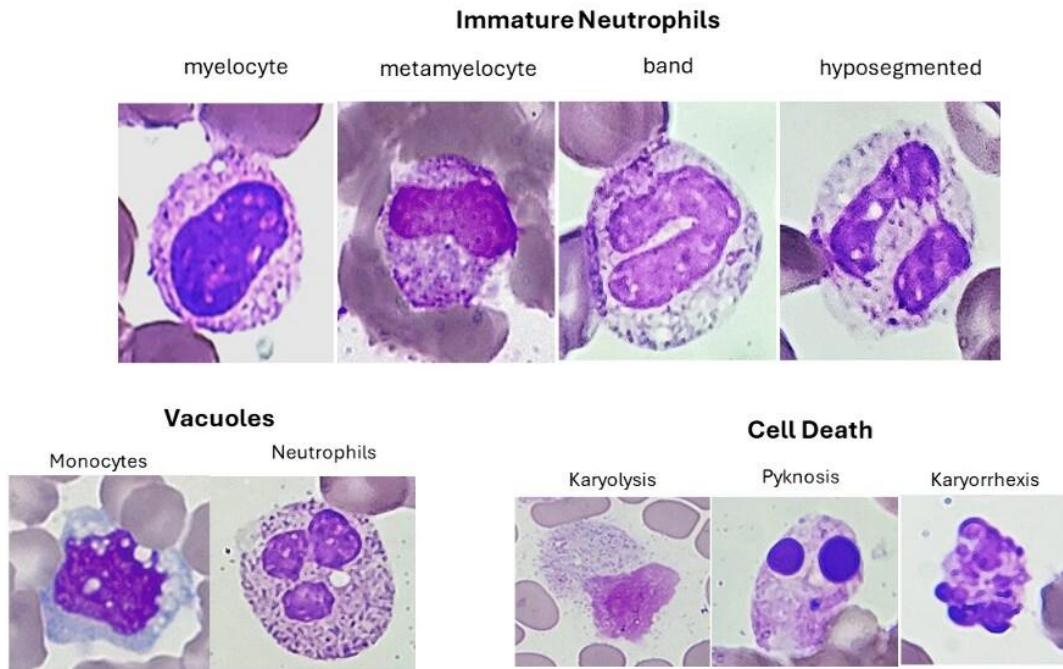 Immature Neutrophils
myelocyte
metamyelocyte
band
hyposegmented
Vacuoles
Monocytes
Neutrophils
Cell Death
Karyolysis
Pyknosis
Karyorrhexis